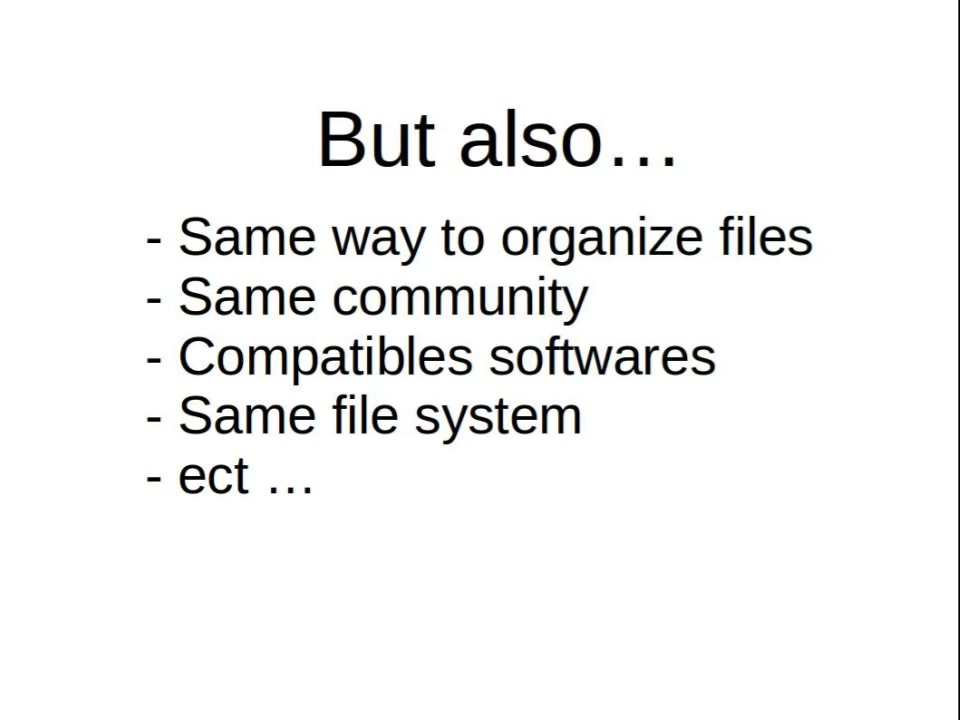 But also…
- Same way to organize files
- Same community
- Compatibles softwares
- Same file system
- ect …